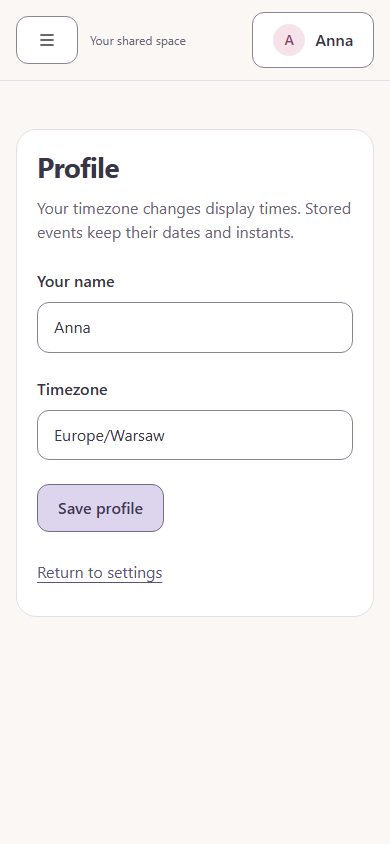 Your shared space
A
Anna
Profile
Your timezone changes display times. Stored
events keep their dates and instants.
Your name
Anna
Timezone
Europe/Warsaw
Save profile
Return to settings